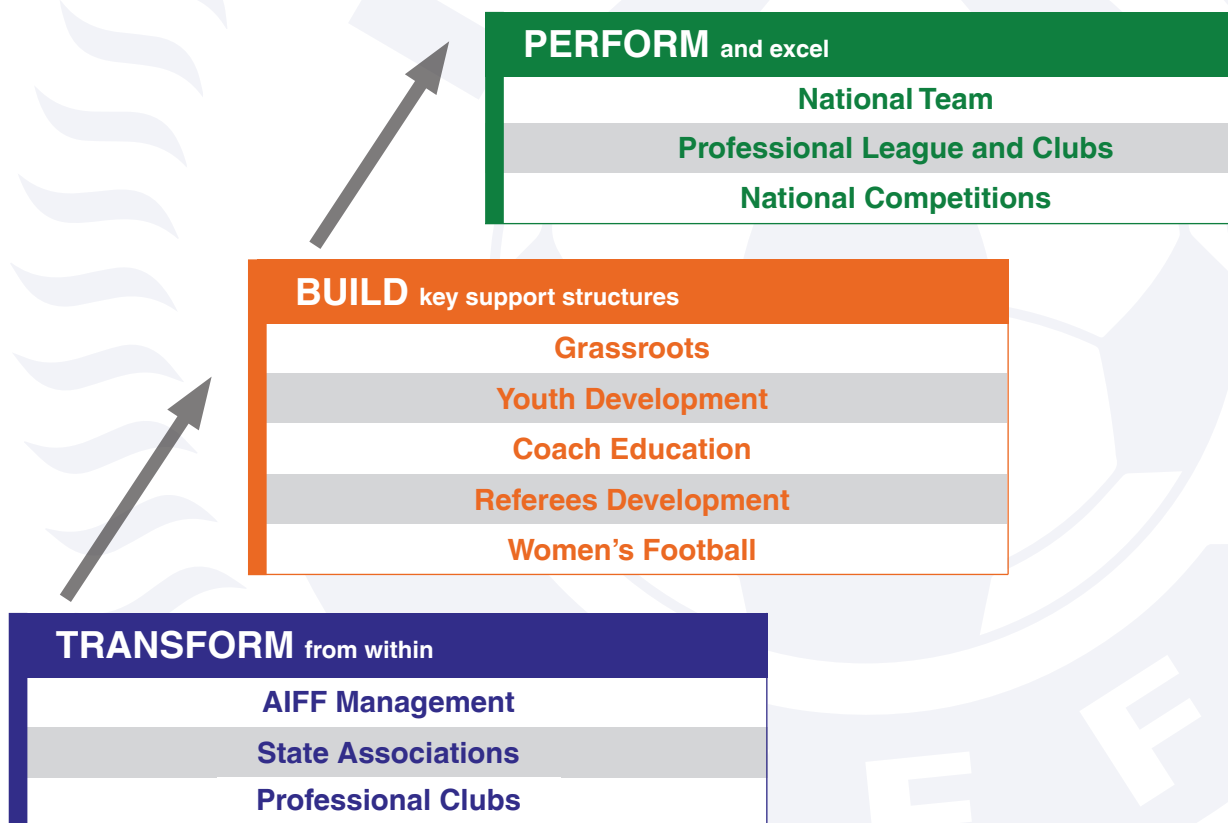 PERFORM and excel
National Team
Professional League and Clubs
National Competitions
BUILD key support structures
Grassroots
Youth Development
Coach Education
Referees Development
Women’s Football
TRANSFORM from within
AIFF Management
State Associations
Professional Clubs
F F